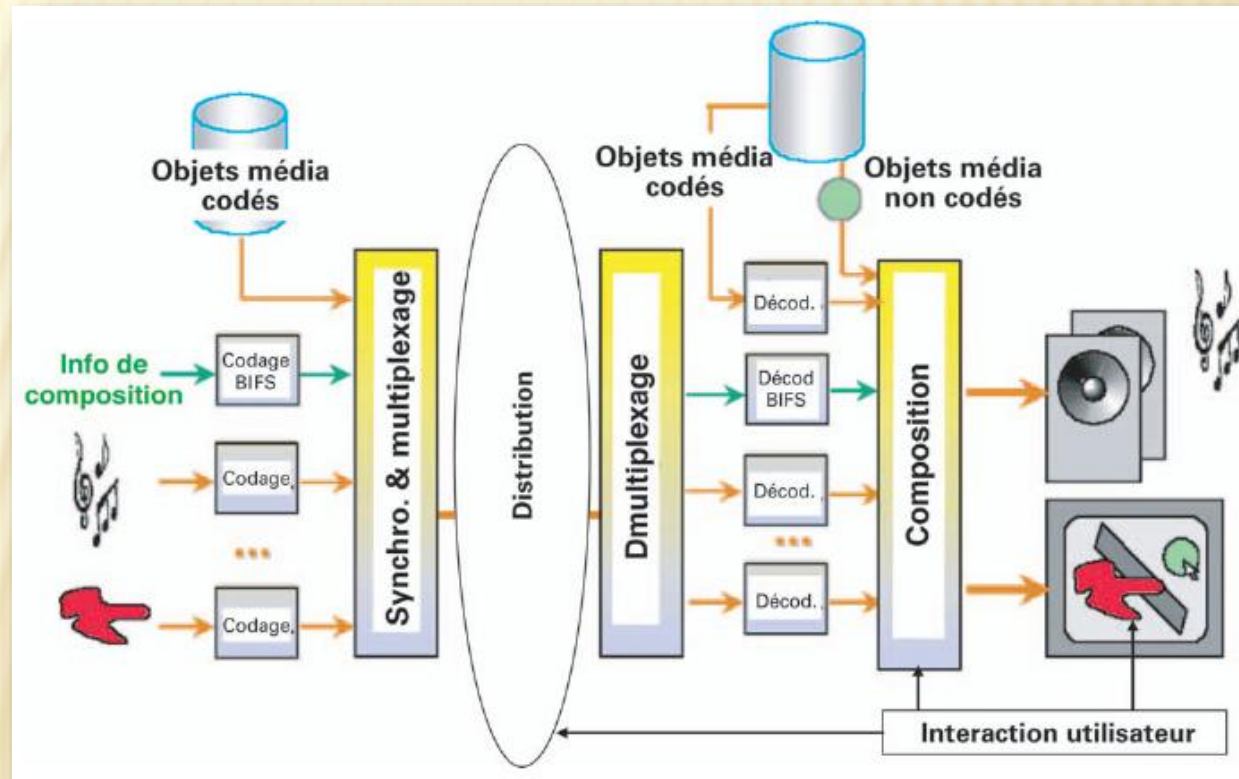 Objets média
codés
Objets média
codés
Objets média
non codés
Info de
composition
Codage
BIFS
Codage.
...
Codage.
Synchro. & multiplexage
Distribution
Dmultiplexage
Décod.
Décod
BIFS
Décod.
...
Décod.
Composition
Interaction utilisateur